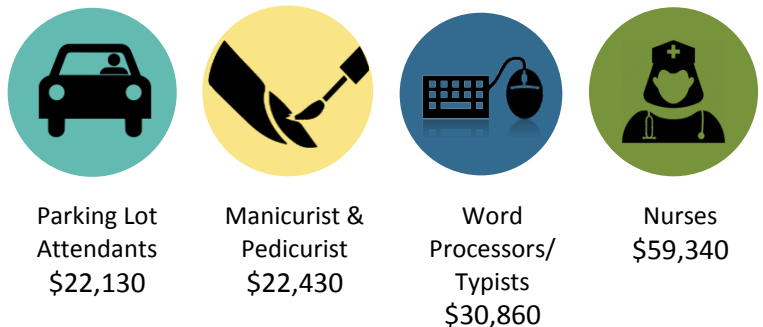 Parking Lot
Attendants
$22,130
Manicurist &
Pedicurist
$22,430
Word
Processors/
Typists
$30,860
Nurses
$59,340